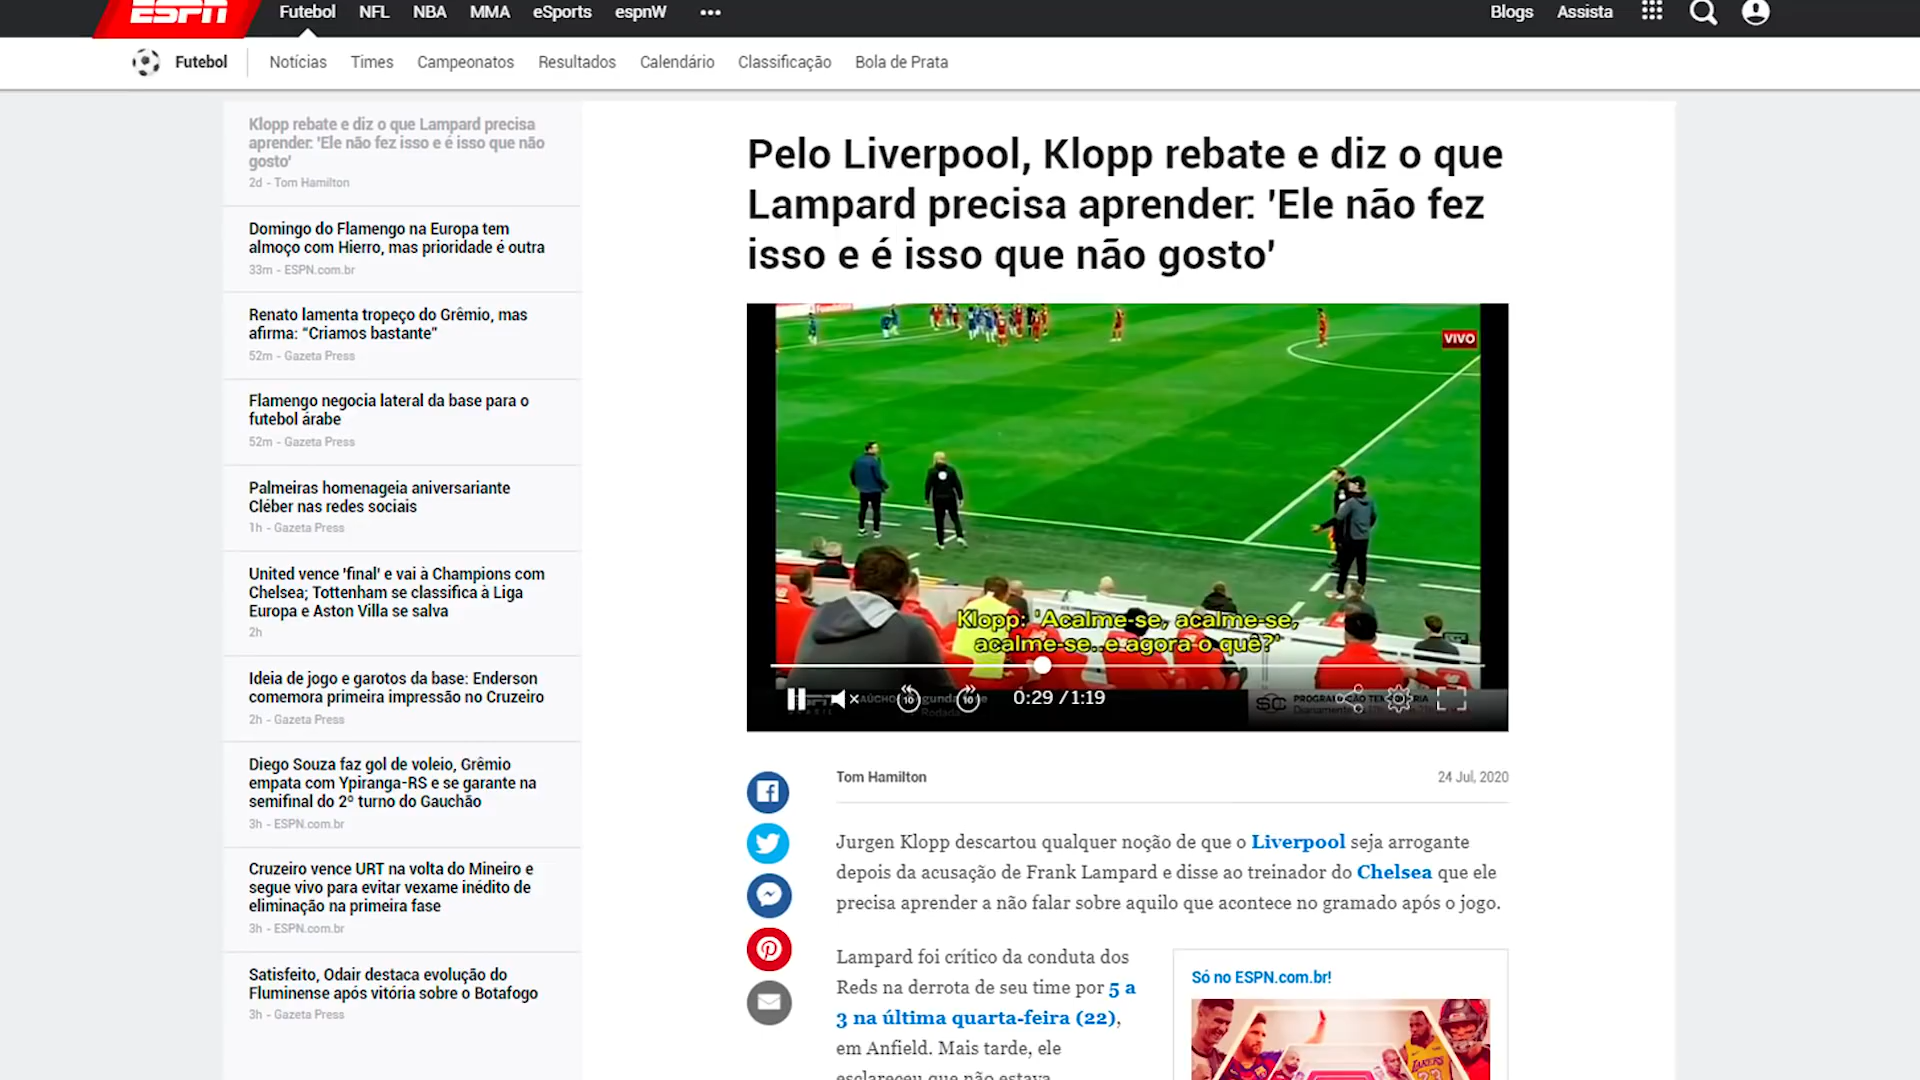 ESPN
Futebol NFL NBA MMA eSports espnW •••
Blogs Assista
Futebol Notícias Times Campeonatos Resultados Calendário Classificação Bola de Prata
Klopp rebate e diz o que Lampard precisa
aprender: 'Ele não fez isso e é isso que não
gosto'
2d - Tom Hamilton
Domingo do Flamengo na Europa tem
almoço com Hierro, mas prioridade é outra
33m - ESPN.com.br
Renato lamenta tropeço do Grêmio, mas
afirma: “Criamos bastante”
52m - Gazeta Press
Flamengo negocia lateral da base para o
futebol árabe
52m - Gazeta Press
Palmeiras homenageia aniversariante
Cléber nas redes sociais
1h - Gazeta Press
United vence 'final' e vai à Champions com
Chelsea; Tottenham se classifica à Liga
Europa e Aston Villa se salva
2h
Ideia de jogo e garotos da base: Enderson
comemora primeira impressão no Cruzeiro
2h - Gazeta Press
Diego Souza faz gol de voleio, Grêmio
empata com Ypiranga-RS e se garante na
semifinal do 2º turno do Gauchão
3h - ESPN.com.br
Cruzeiro vence URT na volta do Mineiro e
segue vivo para evitar vexame inédito de
eliminação na primeira fase
3h - ESPN.com.br
Satisfeito, Odair destaca evolução do
Fluminense após vitória sobre o Botafogo
3h - Gazeta Press
Pelo Liverpool, Klopp rebate e diz o que
Lampard precisa aprender: 'Ele não fez
isso e é isso que não gosto'
VIVO
Klopp: 'Acalme-se, acalme-se,
acalme-se..e agora o quê?'
10 10 0:29 / 1:19
SC
Tom Hamilton
24 Jul, 2020
Jurgen Klopp descartou qualquer noção de que o Liverpool seja arrogante
depois da acusação de Frank Lampard e disse ao treinador do Chelsea que ele
precisa aprender a não falar sobre aquilo que acontece no gramado após o jogo.
Lampard foi crítico da conduta dos
Reds na derrota de seu time por 5 a
3 na última quarta-feira (22),
em Anfield. Mais tarde, ele
esclareceu que não estava
Só no ESPN.com.br!